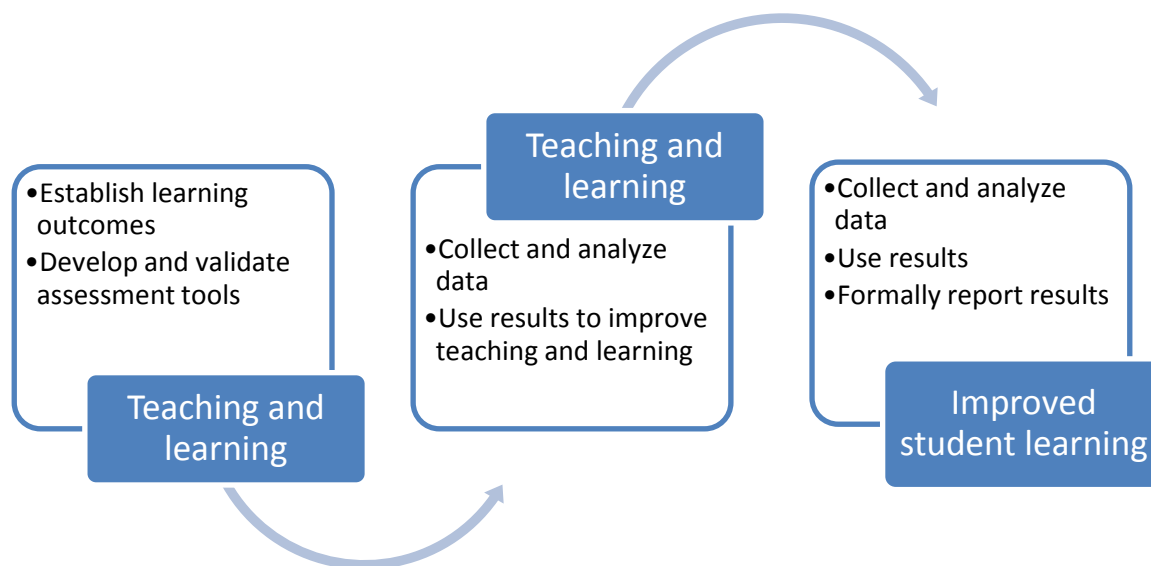 •Establish learning
outcomes
•Develop and validate
assessment tools
Teaching and
learning
Teaching and
learning
•Collect and analyze
data
•Use results to improve
teaching and learning
•Collect and analyze
data
•Use results
•Formally report results
Improved
student learning